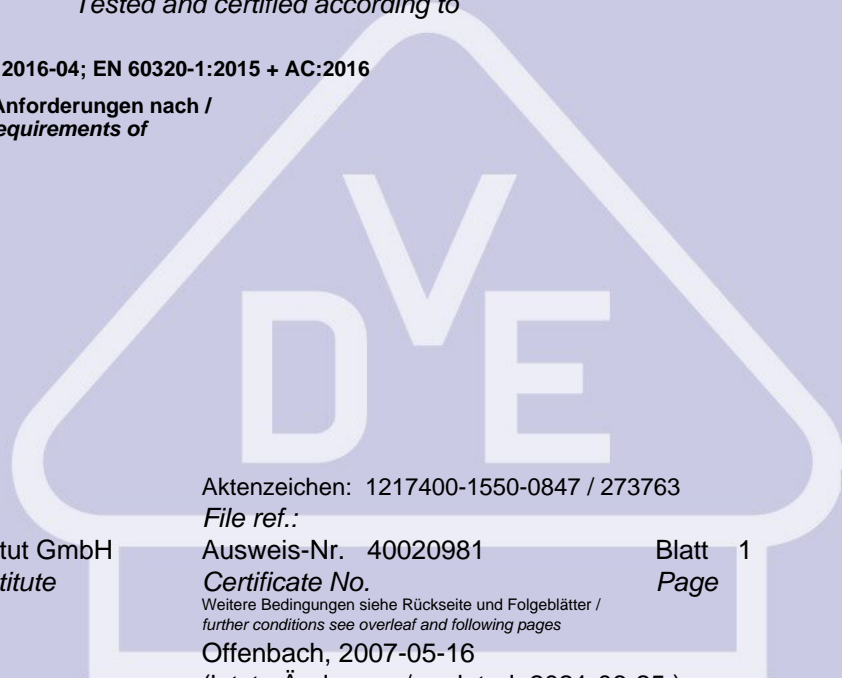 Tested and certified according to
2016-04; EN 60320-1:2015 + AC:2016
Anforderungen nach /
equirements of
D V E
Aktenzeichen: 1217400-1550-0847 / 273763
File ref.:
tut GmbH Ausweis-Nr. 40020981 Blatt 1
titute Certificate No. Page
Weitere Bedingungen siehe Rückseite und Folgeblätter /
further conditions see overleaf and following pages
Offenbach, 2007-05-16